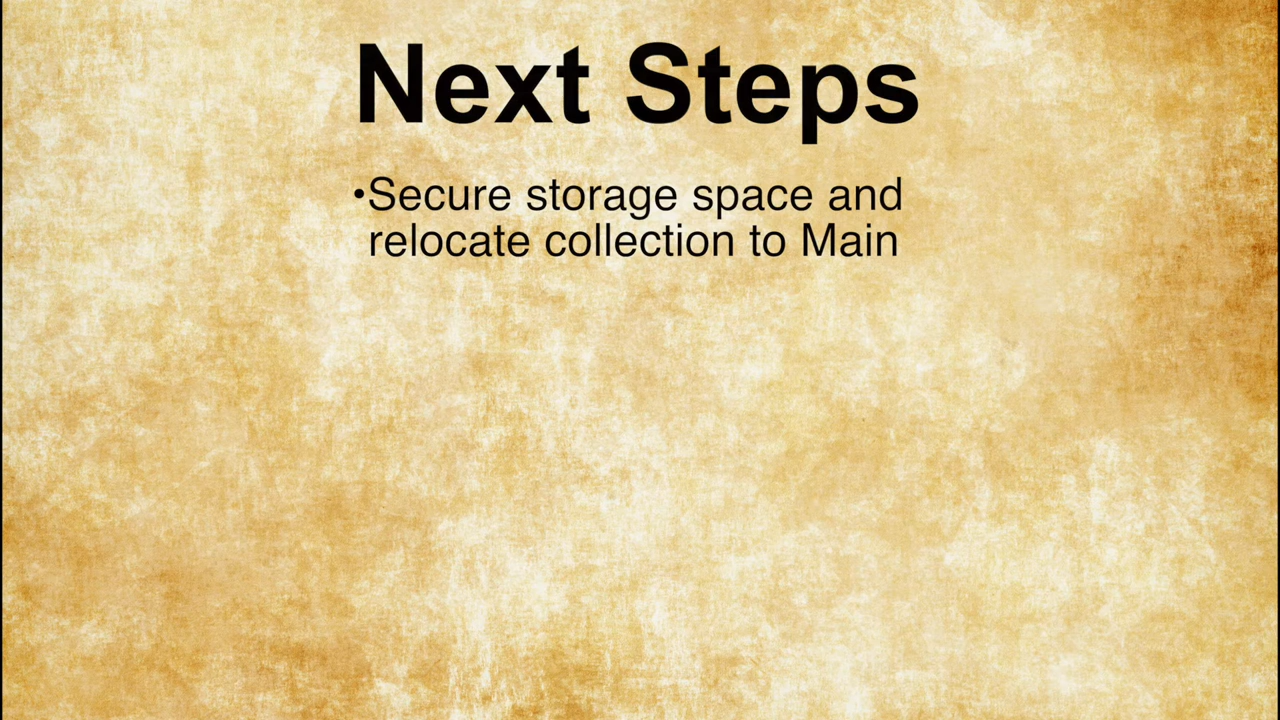 Next Steps
•Secure storage space and
relocate collection to Main